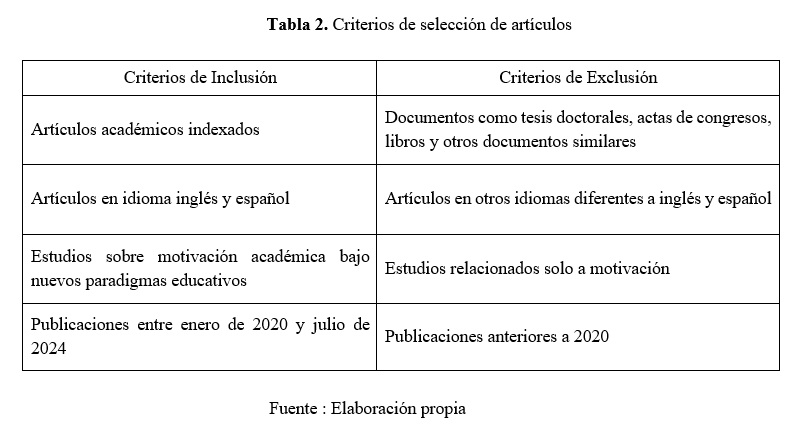 Tabla 2. Criterios de selección de artículos
Criterios de Inclusión
Criterios de Exclusión
Artículos académicos indexados
Documentos como tesis doctorales, actas de congresos,
libros y otros documentos similares
Artículos en idioma inglés y español
Artículos en otros idiomas diferentes a inglés y español
Estudios sobre motivación académica bajo
nuevos paradigmas educativos
Estudios relacionados solo a motivación
Publicaciones entre enero de 2020 y julio de
2024
Publicaciones anteriores a 2020
Fuente : Elaboración propia